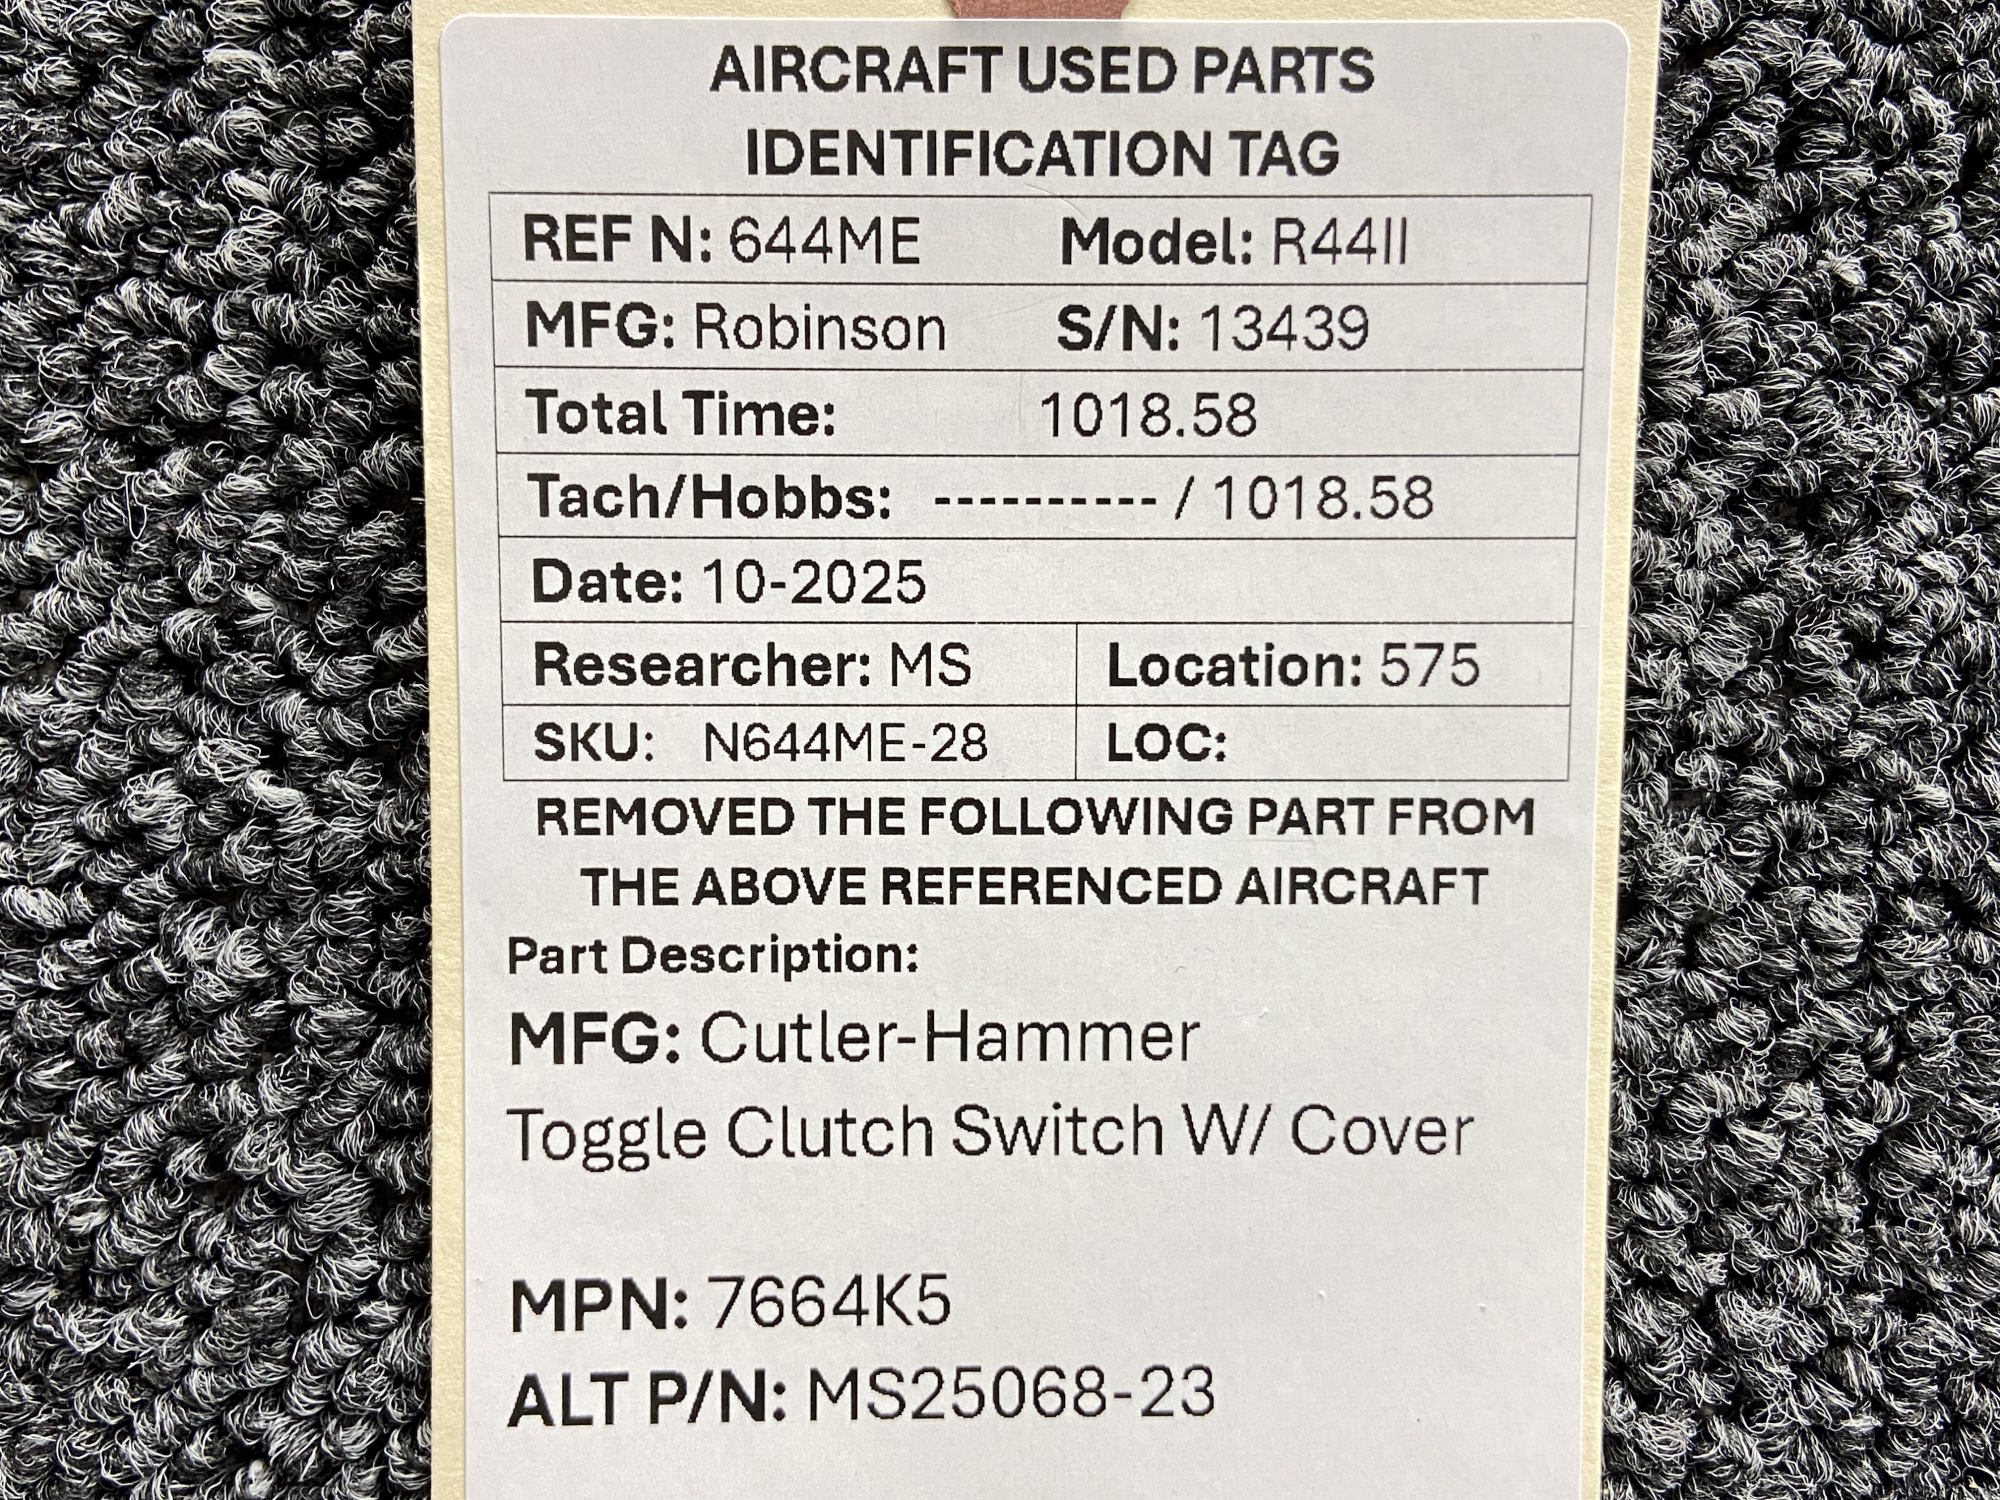 AIRCRAFT USED PARTS
IDENTIFICATION TAG
REF N: 644ME Model: R44II
MFG: Robinson S/N: 13439
Total Time: 1018.58
Tach/Hobbs: ---------- / 1018.58
Date: 10-2025
Researcher: MS Location: 575
SKU: N644ME-28 LOC:
REMOVED THE FOLLOWING PART FROM
THE ABOVE REFERENCED AIRCRAFT
Part Description:
MFG: Cutler-Hammer
Toggle Clutch Switch W/ Cover
MPN: 7664K5
ALT P/N: MS25068-23